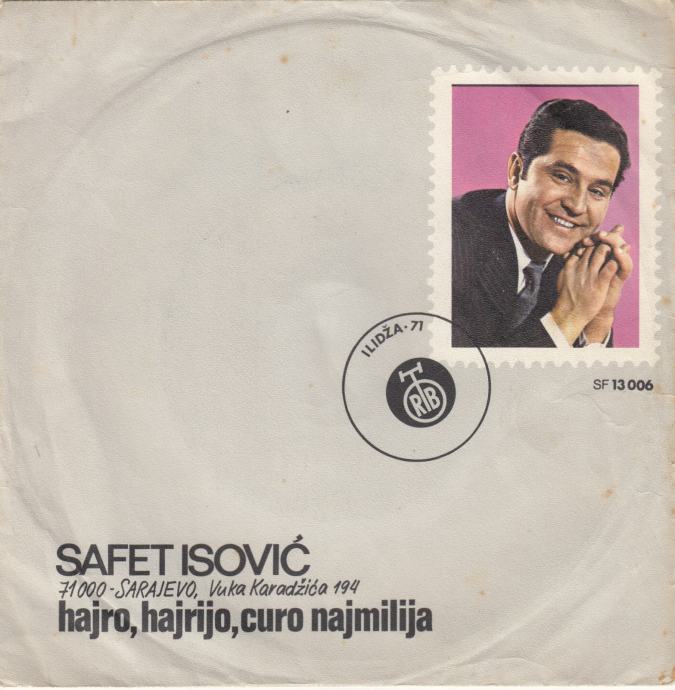 ILIDŽA·71
RTB
SF 13 006
SAFET ISOVIĆ
71000-SARAJEVO, Vuka Karadžića 194
hajro, hajrijo, curo najmilija